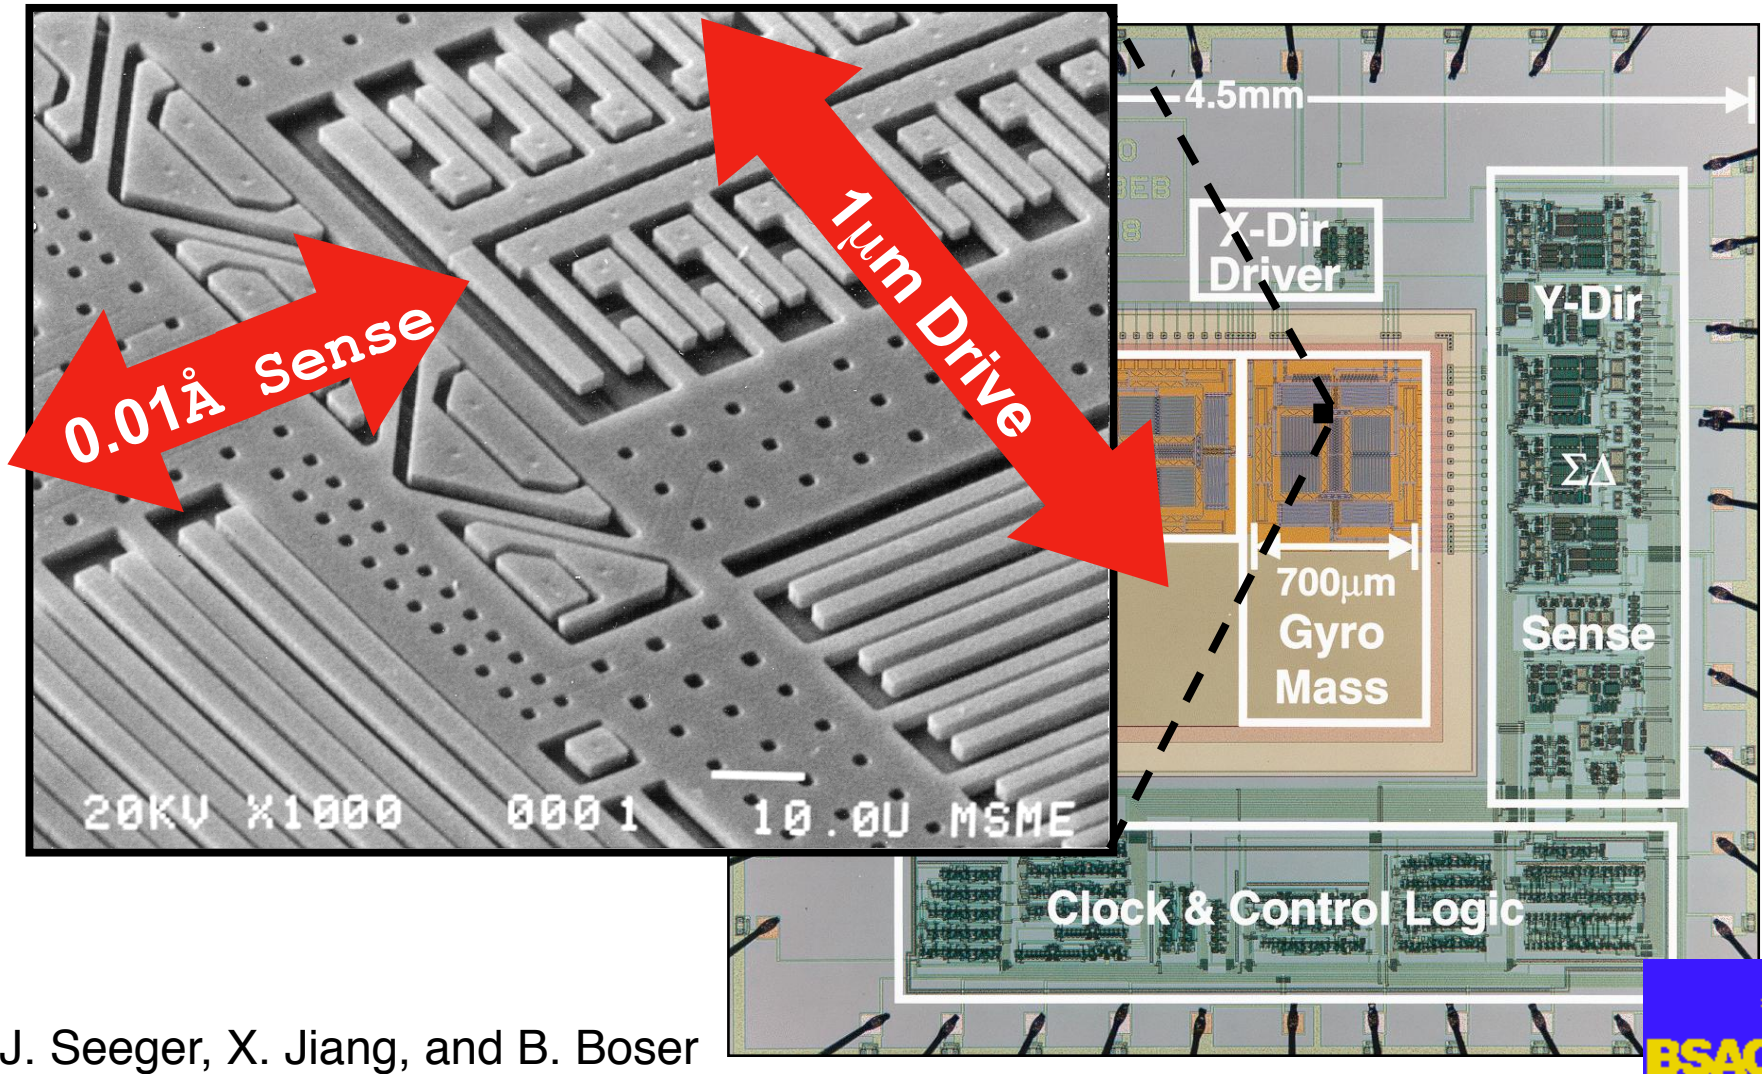 0.01Å Sense
1µm Drive
20KV X1000 0001 10.0U MSME
4.5mm
X-Dir
Driver
Y-Dir
ΣΔ
Sense
700µm
Gyro
Mass
Clock & Control Logic
J. Seeger, X. Jiang, and B. Boser